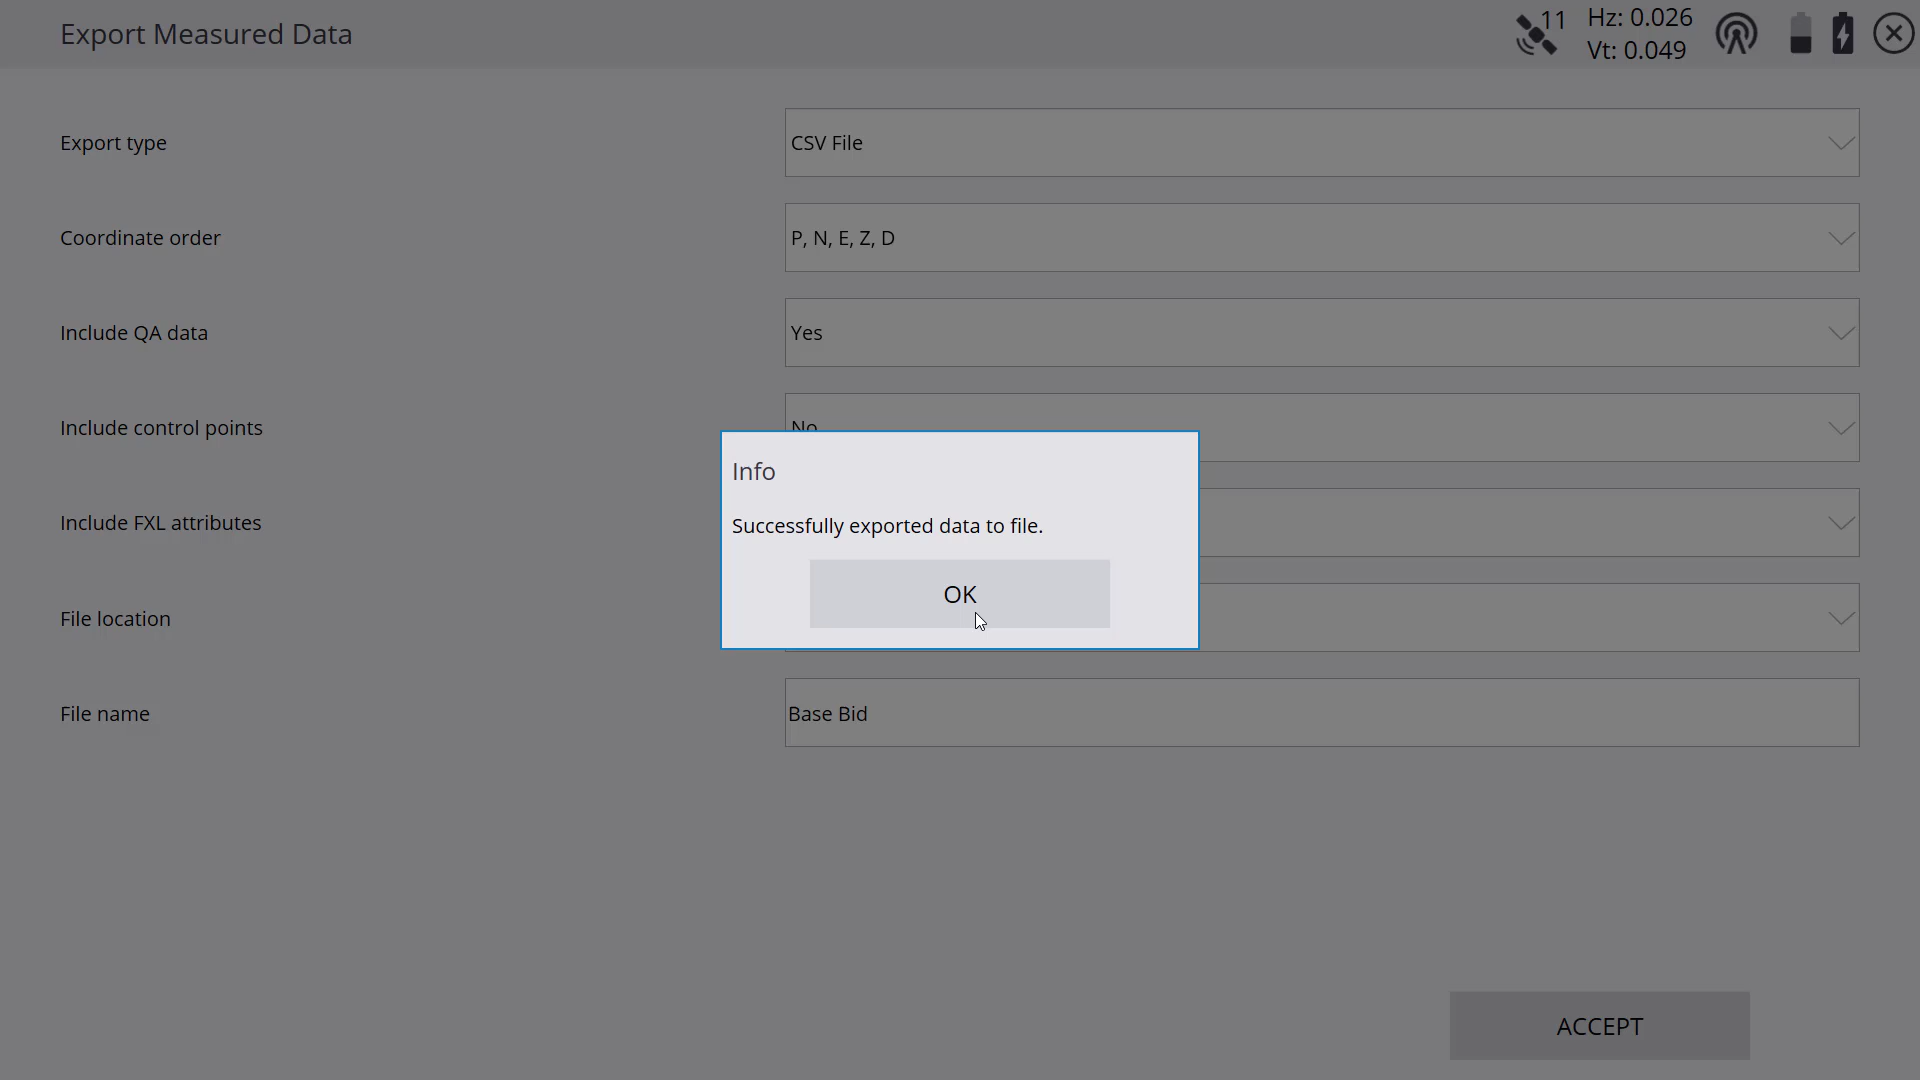 Export Measured Data
11
Hz: 0.026
Vt: 0.049
Export type
CSV File
Coordinate order
P, N, E, Z, D
Include QA data
Yes
Include control points
No
Include FXL attributes
File location
File name
Base Bid
Info
Successfully exported data to file.
OK
ACCEPT